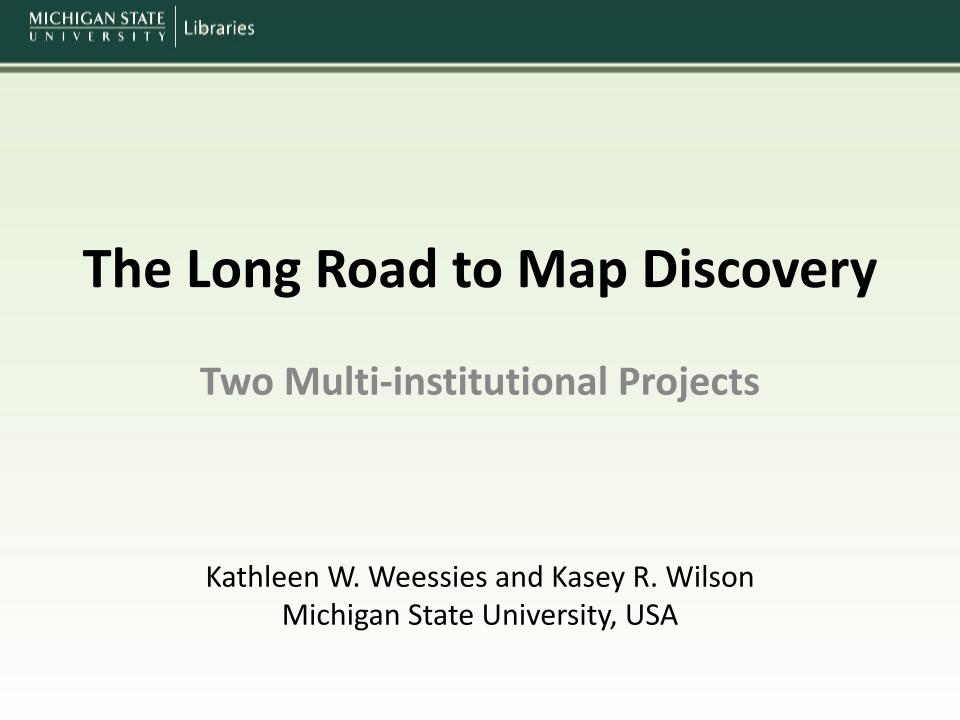 MICHIGAN STATE
UNIVERSITY
Libraries
The Long Road to Map Discovery
Two Multi-institutional Projects
Kathleen W. Weessies and Kasey R. Wilson
Michigan State University, USA